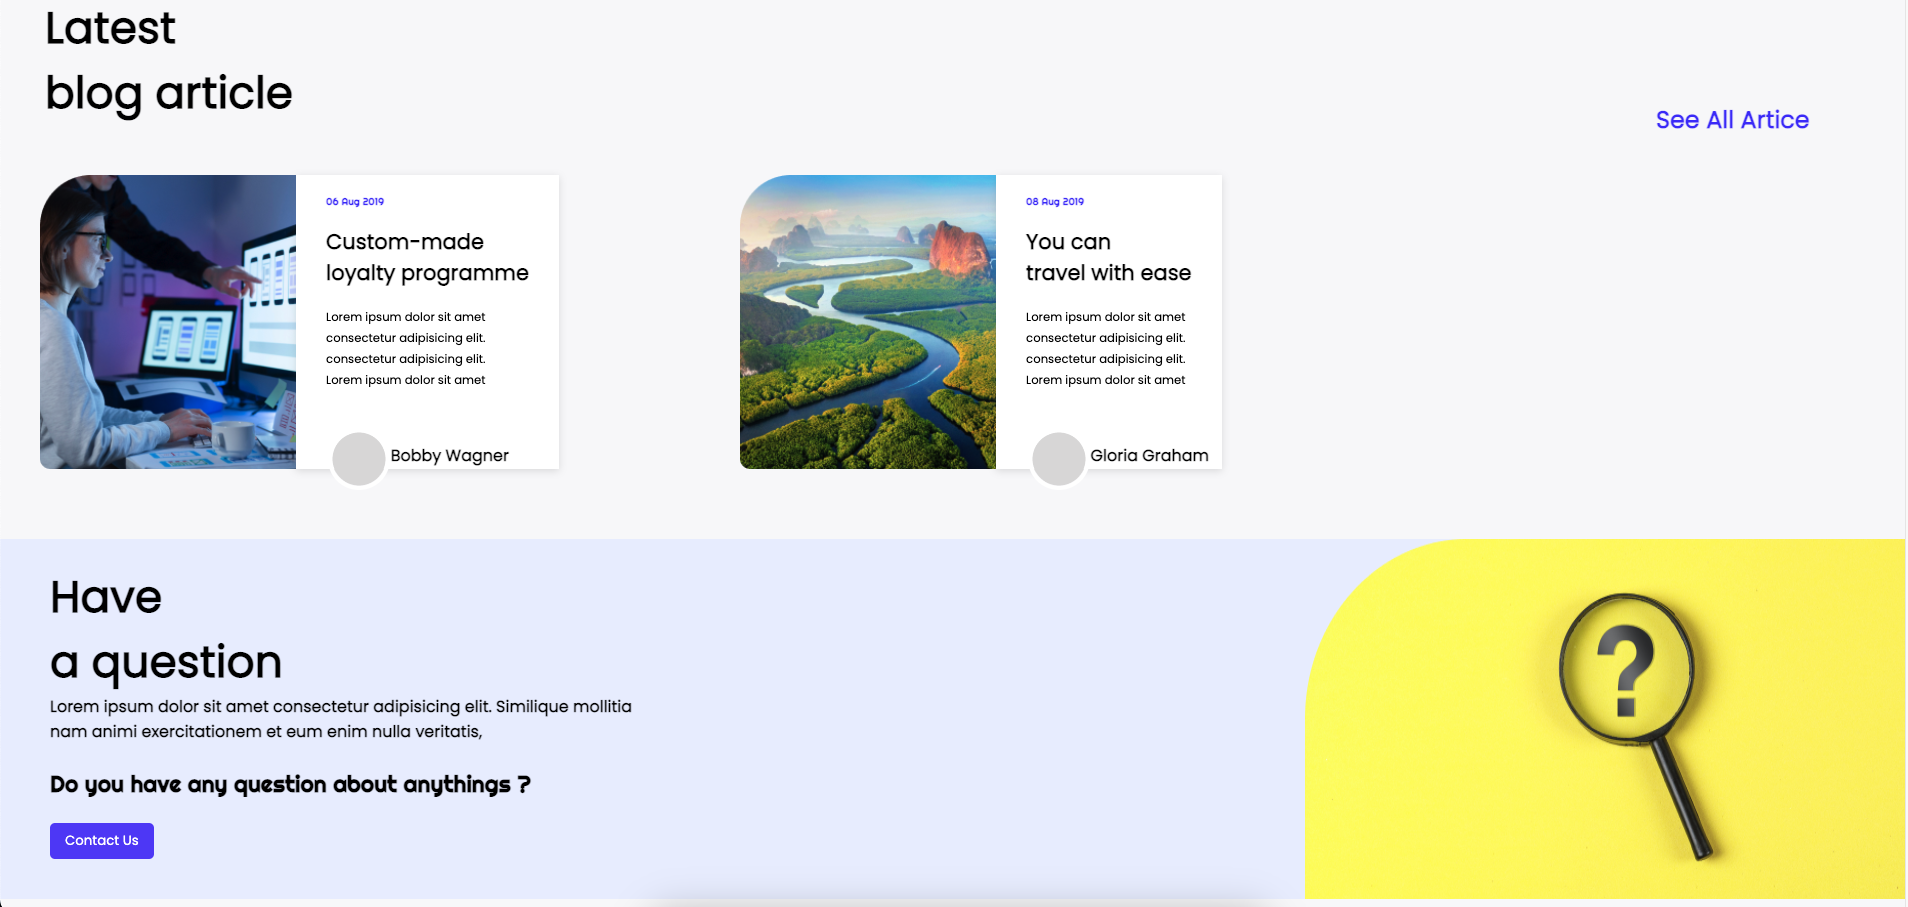 Latest
blog article
See All Artice
06 Aug 2019
Custom-made
loyalty programme
Lorem ipsum dolor sit amet
consectetur adipisicing elit.
consectetur adipisicing elit.
Lorem ipsum dolor sit amet
Bobby Wagner
08 Aug 2019
You can
travel with ease
Lorem ipsum dolor sit amet
consectetur adipisicing elit.
consectetur adipisicing elit.
Lorem ipsum dolor sit amet
Gloria Graham
Have
a question
Lorem ipsum dolor sit amet consectetur adipisicing elit. Similique mollitia
nam animi exercitationem et eum enim nulla veritatis,
Do you have any question about anythings ?
Contact Us
?